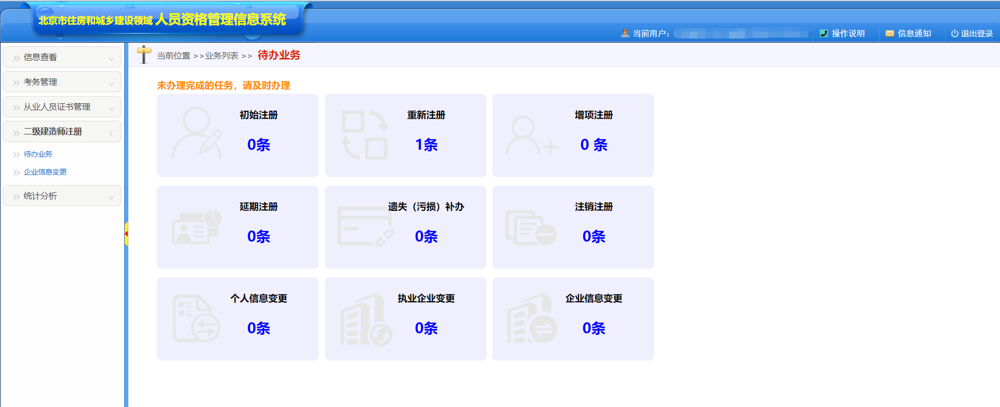 北京市住房和城乡建设领域 人员资格管理信息系统
当前用户： 操作说明 信息通知 退出登录
信息查看
考务管理
从业人员证书管理
二级建造师注册
待办业务
企业信息变更
统计分析
当前位置 >>业务列表 >> 待办业务
未办理完成的任务，请及时办理
初始注册
0条
重新注册
1条
增项注册
0 条
延期注册
0条
遗失（污损）补办
0条
注销注册
0条
个人信息变更
0条
执业企业变更
0条
企业信息变更
0条